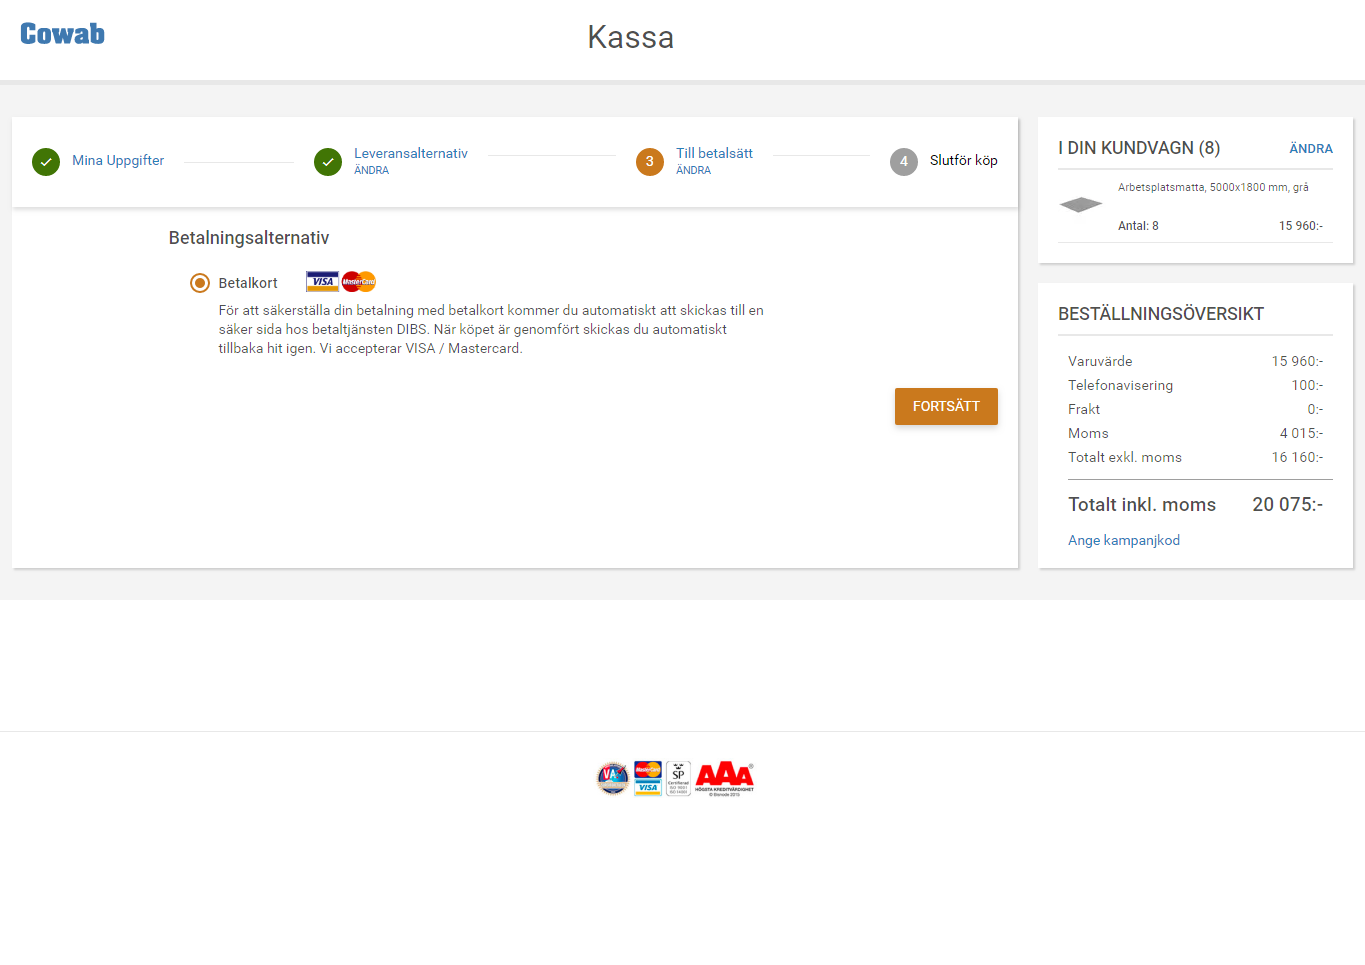 Cowab
Kassa
Mina Uppgifter
Leveransalternativ
ÄNDRA
3
Till betalsätt
ÄNDRA
4
Slutför köp
Betalningsalternativ
Betalkort
VISA MasterCard
För att säkerställa din betalning med betalkort kommer du automatiskt att skickas till en
säker sida hos betaltjänsten DIBS. När köpet är genomfört skickas du automatiskt
tillbaka hit igen. Vi accepterar VISA / Mastercard.
FORTSÄTT
I DIN KUNDVAGN (8)
ÄNDRA
Arbetsplatsmatta, 5000x1800 mm, grå
Antal: 8
15 960:-
BESTÄLLNINGSÖVERSIKT
Varuvärde 15 960:-
Telefonavisering 100:-
Frakt 0:-
Moms 4 015:-
Totalt exkl. moms 16 160:-
Totalt inkl. moms 20 075:-
Ange kampanjkod
MasterCard
VISA
SP
AAA
HÖGSTA KREDITVÄRDIGHET